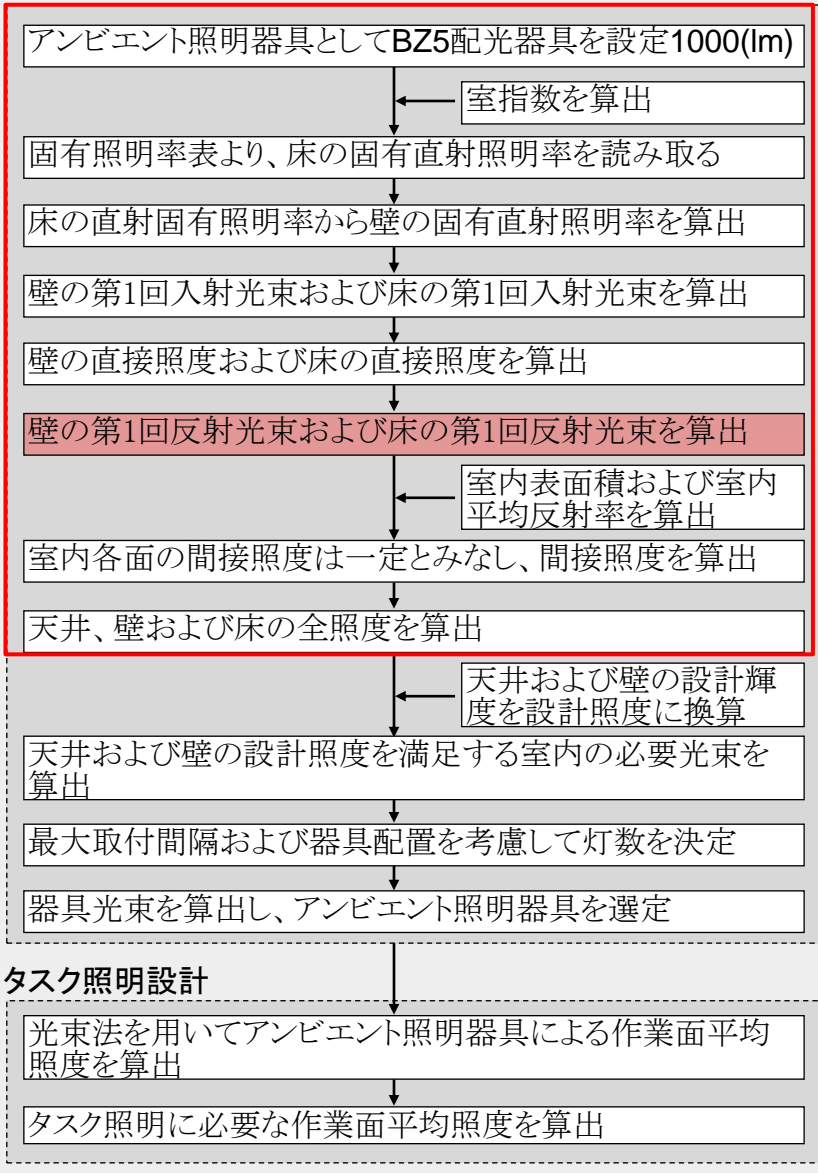 アンビエント照明器具としてBZ5配光器具を設定1000(lm)
室指数を算出
固有照明率表より、床の固有直射照明率を読み取る
床の直射固有照明率から壁の固有直射照明率を算出
壁の第1回入射光束および床の第1回入射光束を算出
壁の直接照度および床の直接照度を算出
壁の第1回反射光束および床の第1回反射光束を算出
室内表面積および室内
平均反射率を算出
室内各面の間接照度は一定とみなし、間接照度を算出
天井、壁および床の全照度を算出
天井および壁の設計輝
度を設計照度に換算
天井および壁の設計照度を満足する室内の必要光束を
算出
最大取付間隔および器具配置を考慮して灯数を決定
器具光束を算出し、アンビエント照明器具を選定
タスク照明設計
光束法を用いてアンビエント照明器具による作業面平均
照度を算出
タスク照明に必要な作業面平均照度を算出